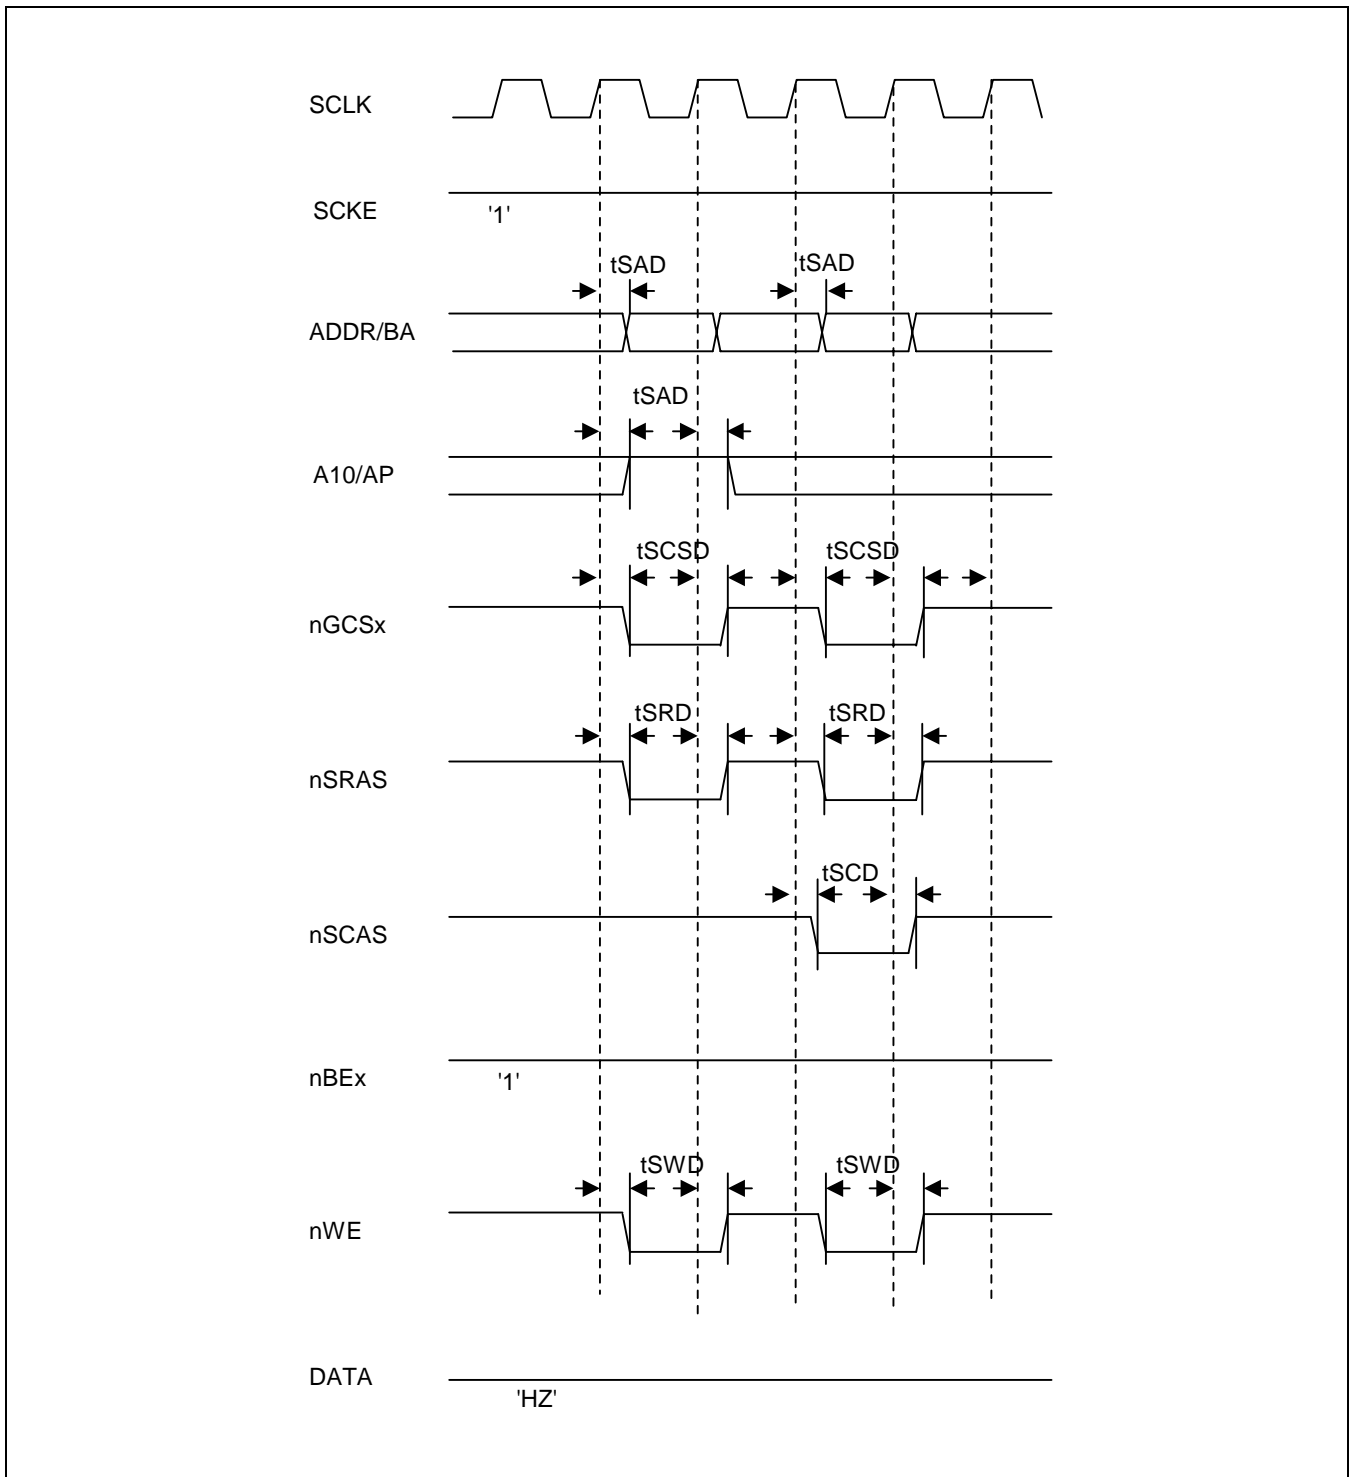 SCLK
SCKE
'1'
tSAD
tSAD
ADDR/BA
tSAD
A10/AP
tSCSD
tSCSD
nGCSx
tSRD
tSRD
nSRAS
tSCD
nSCAS
nBEx
'1'
tSWD
tSWD
nWE
DATA
'HZ'